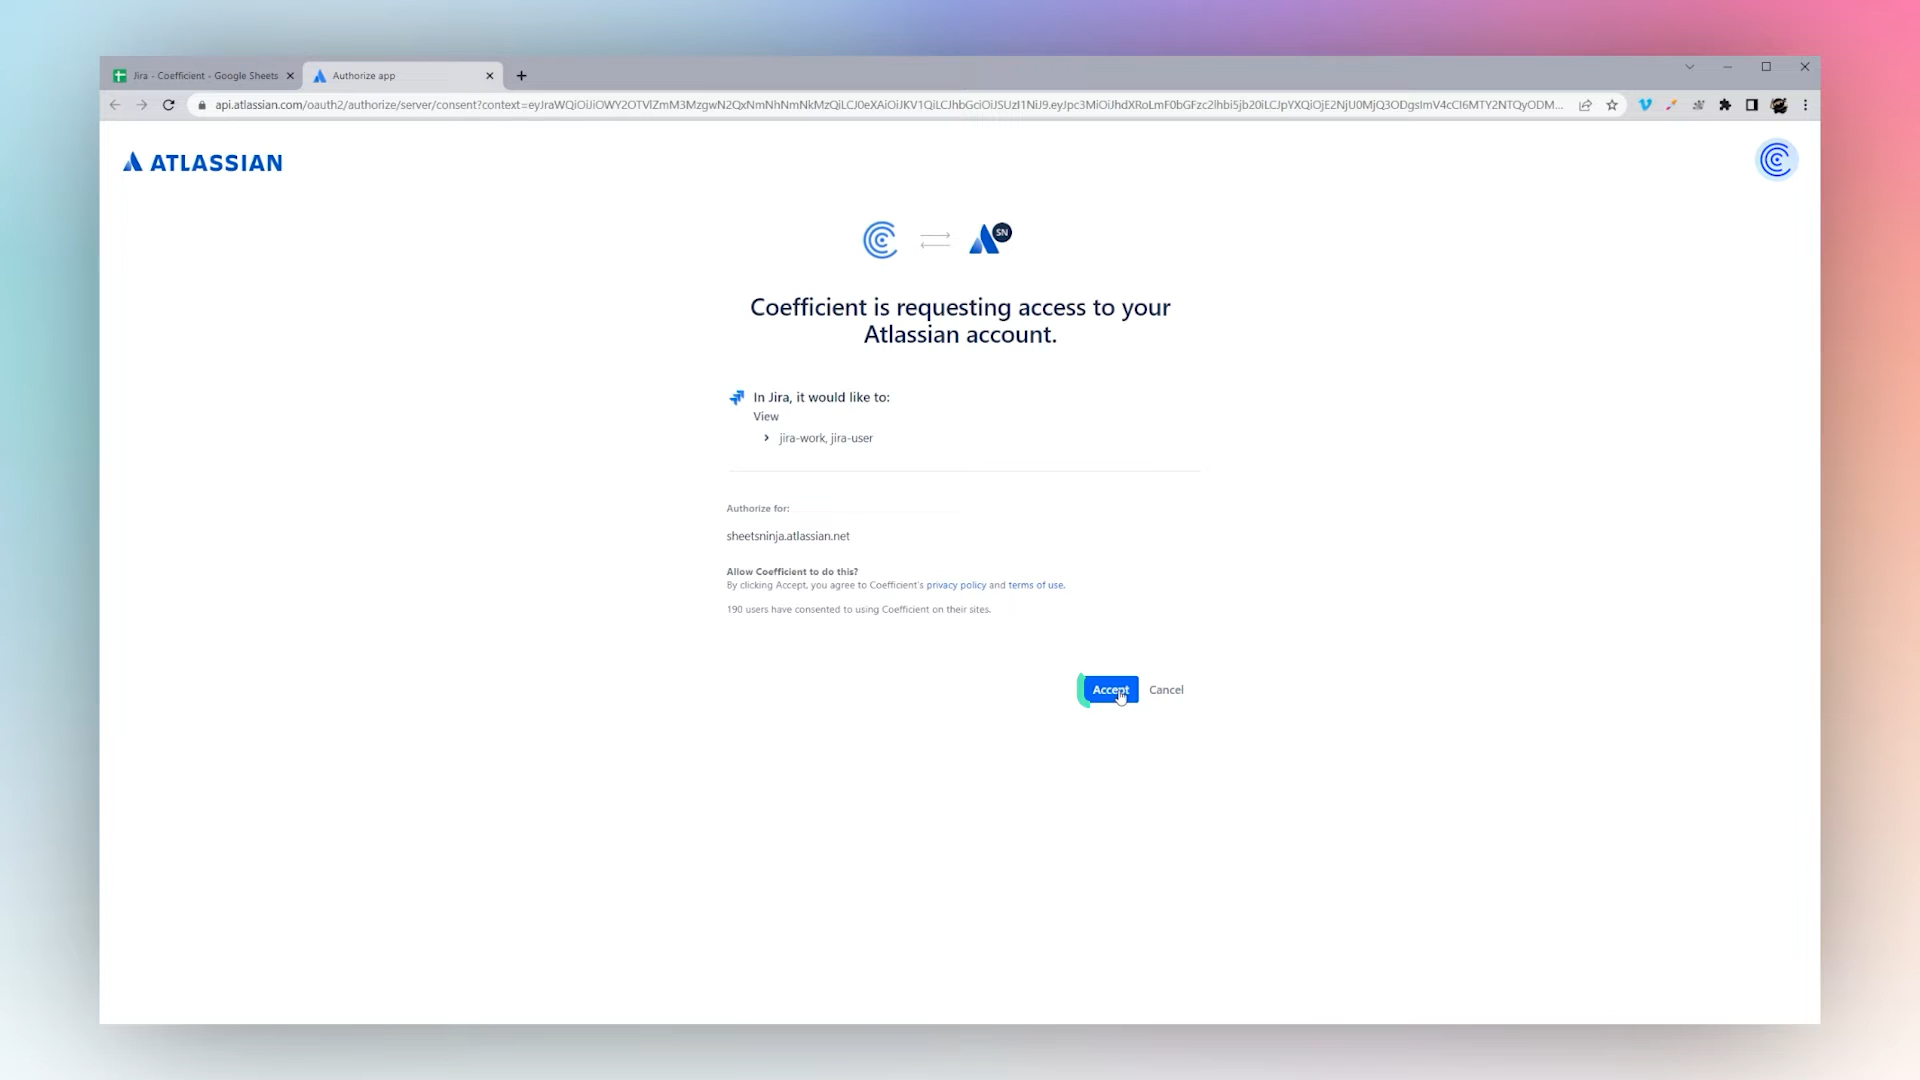 Jira - Coefficient - Google Sheets
Authorize app
ATLASSIAN
SN
Coefficient is requesting access to your
Atlassian account.
In Jira, it would like to:
View
jira-work, jira-user
Authorize for:
sheetsninja.atlassian.net
Allow Coefficient to do this?
By clicking Accept, you agree to Coefficient's privacy policy and terms of use.
190 users have consented to using Coefficient on their sites.
Accept Cancel